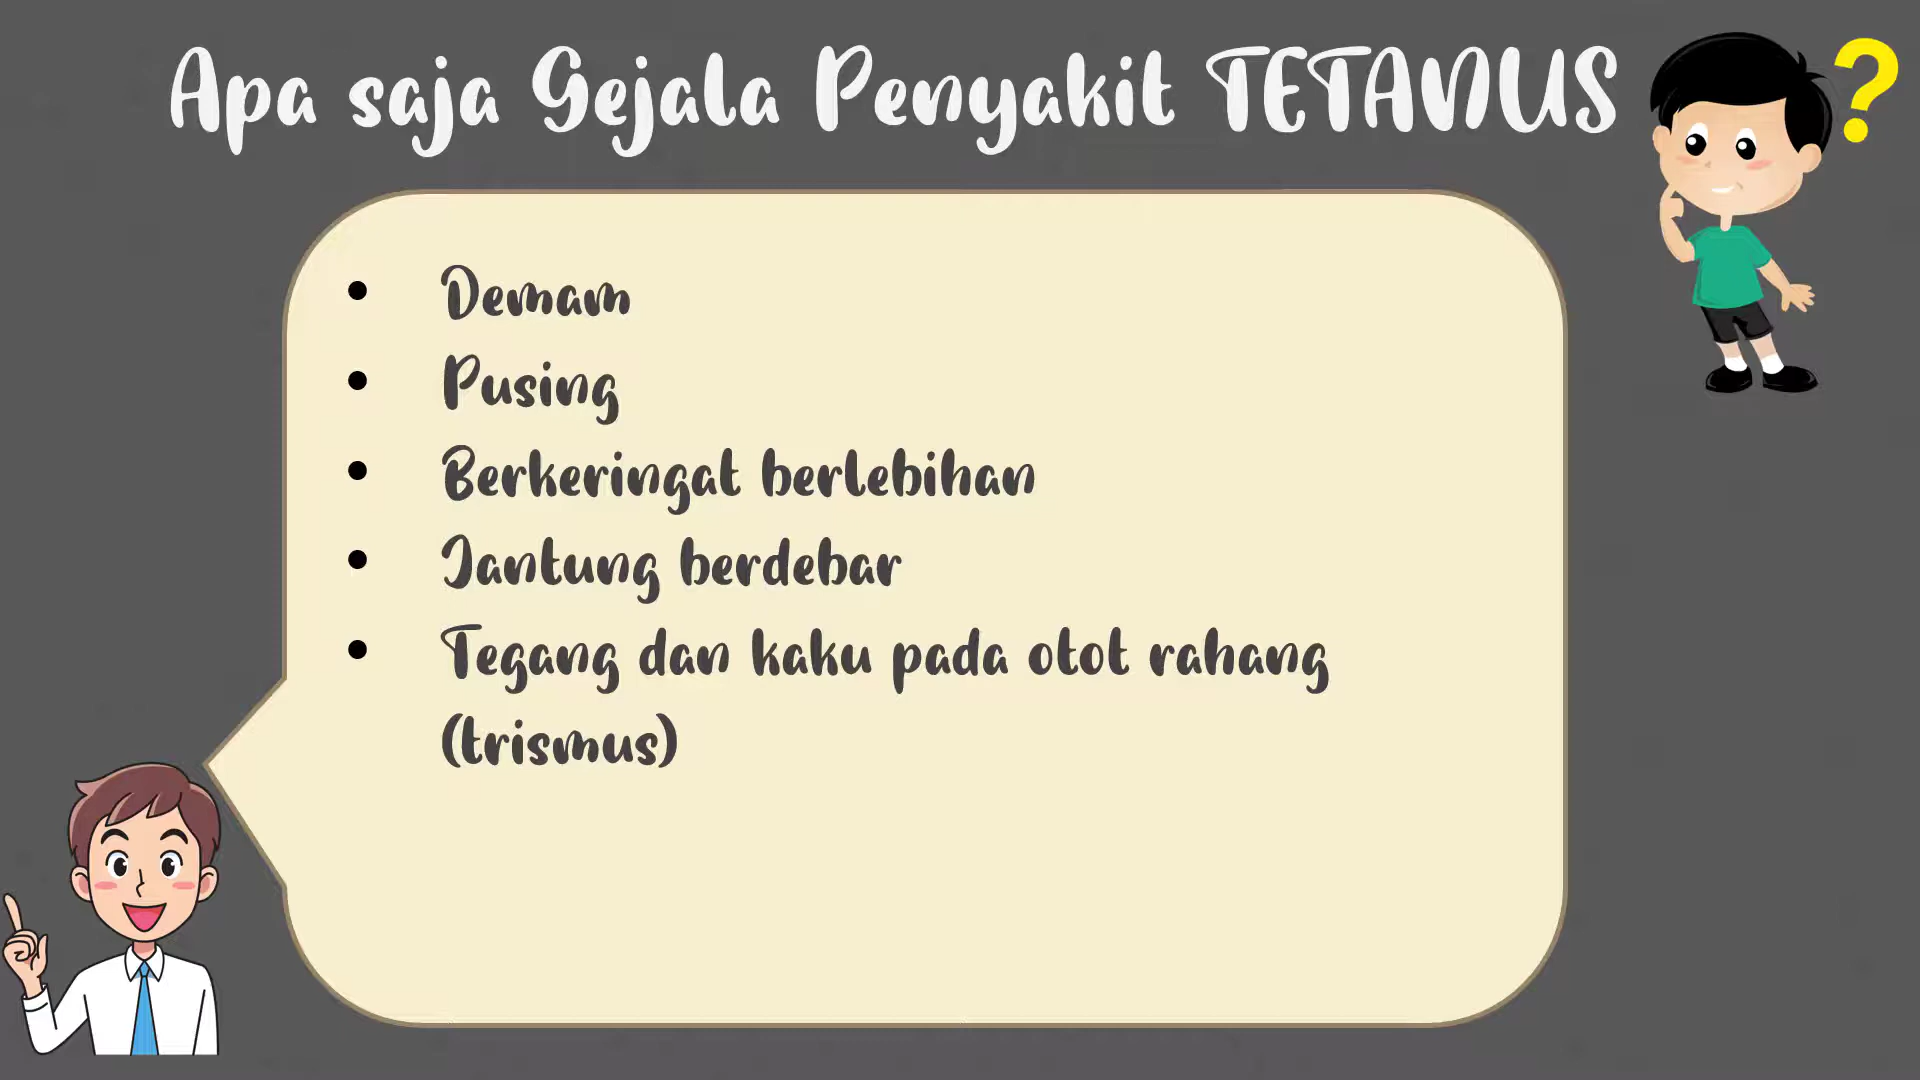 Apa saja Gejala Penyakit TETANUS ?
• Demam
• Pusing
• Berkeringat berlebihan
• Jantung berdebar
• Tegang dan kaku pada otot rahang
(trismus)